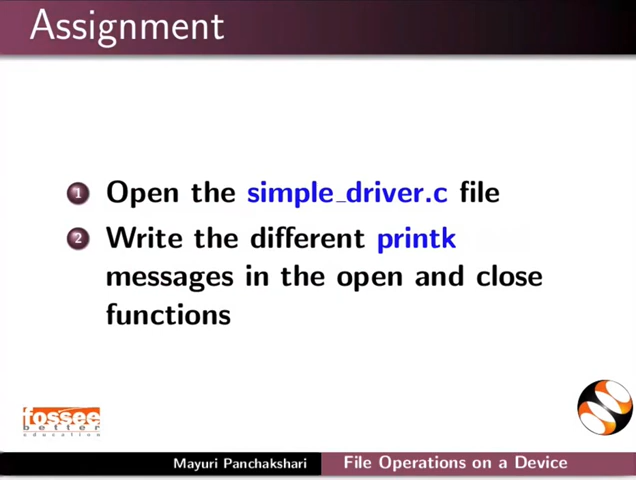 Assignment
1 Open the simple_driver.c file
2 Write the different printk
messages in the open and close
functions
fossee
better
education
Mayuri Panchakshari File Operations on a Device